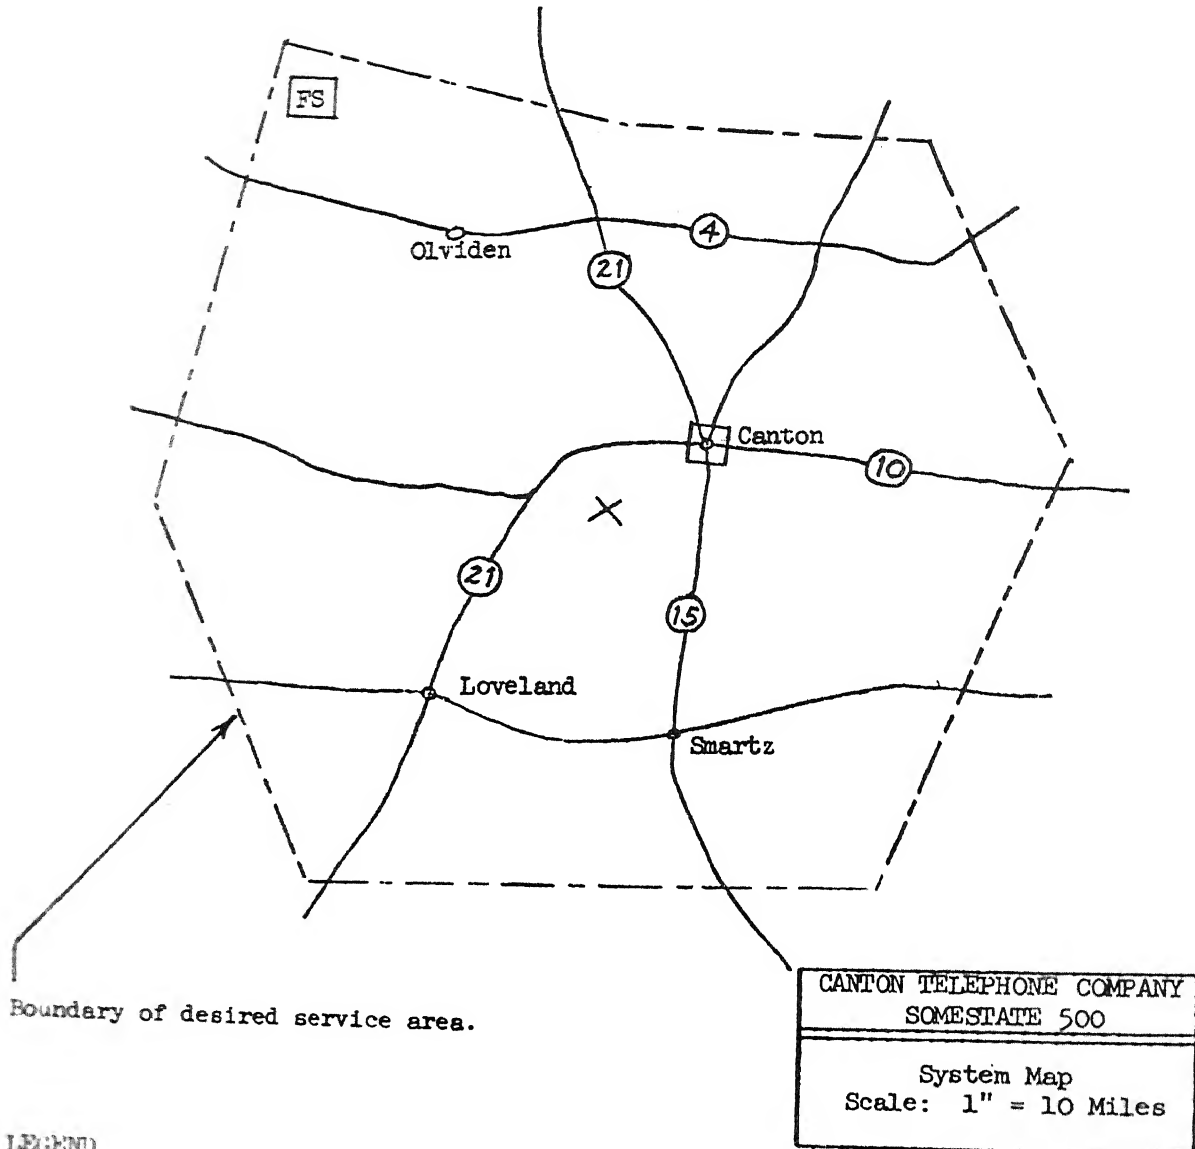 FS
4
Olviden
21
Canton
10
21
15
Loveland
Smartz
Boundary of desired service area.
CANTON TELEPHONE COMPANY
SOMESTATE 500
System Map
Scale: 1" = 10 Miles
LEGEND